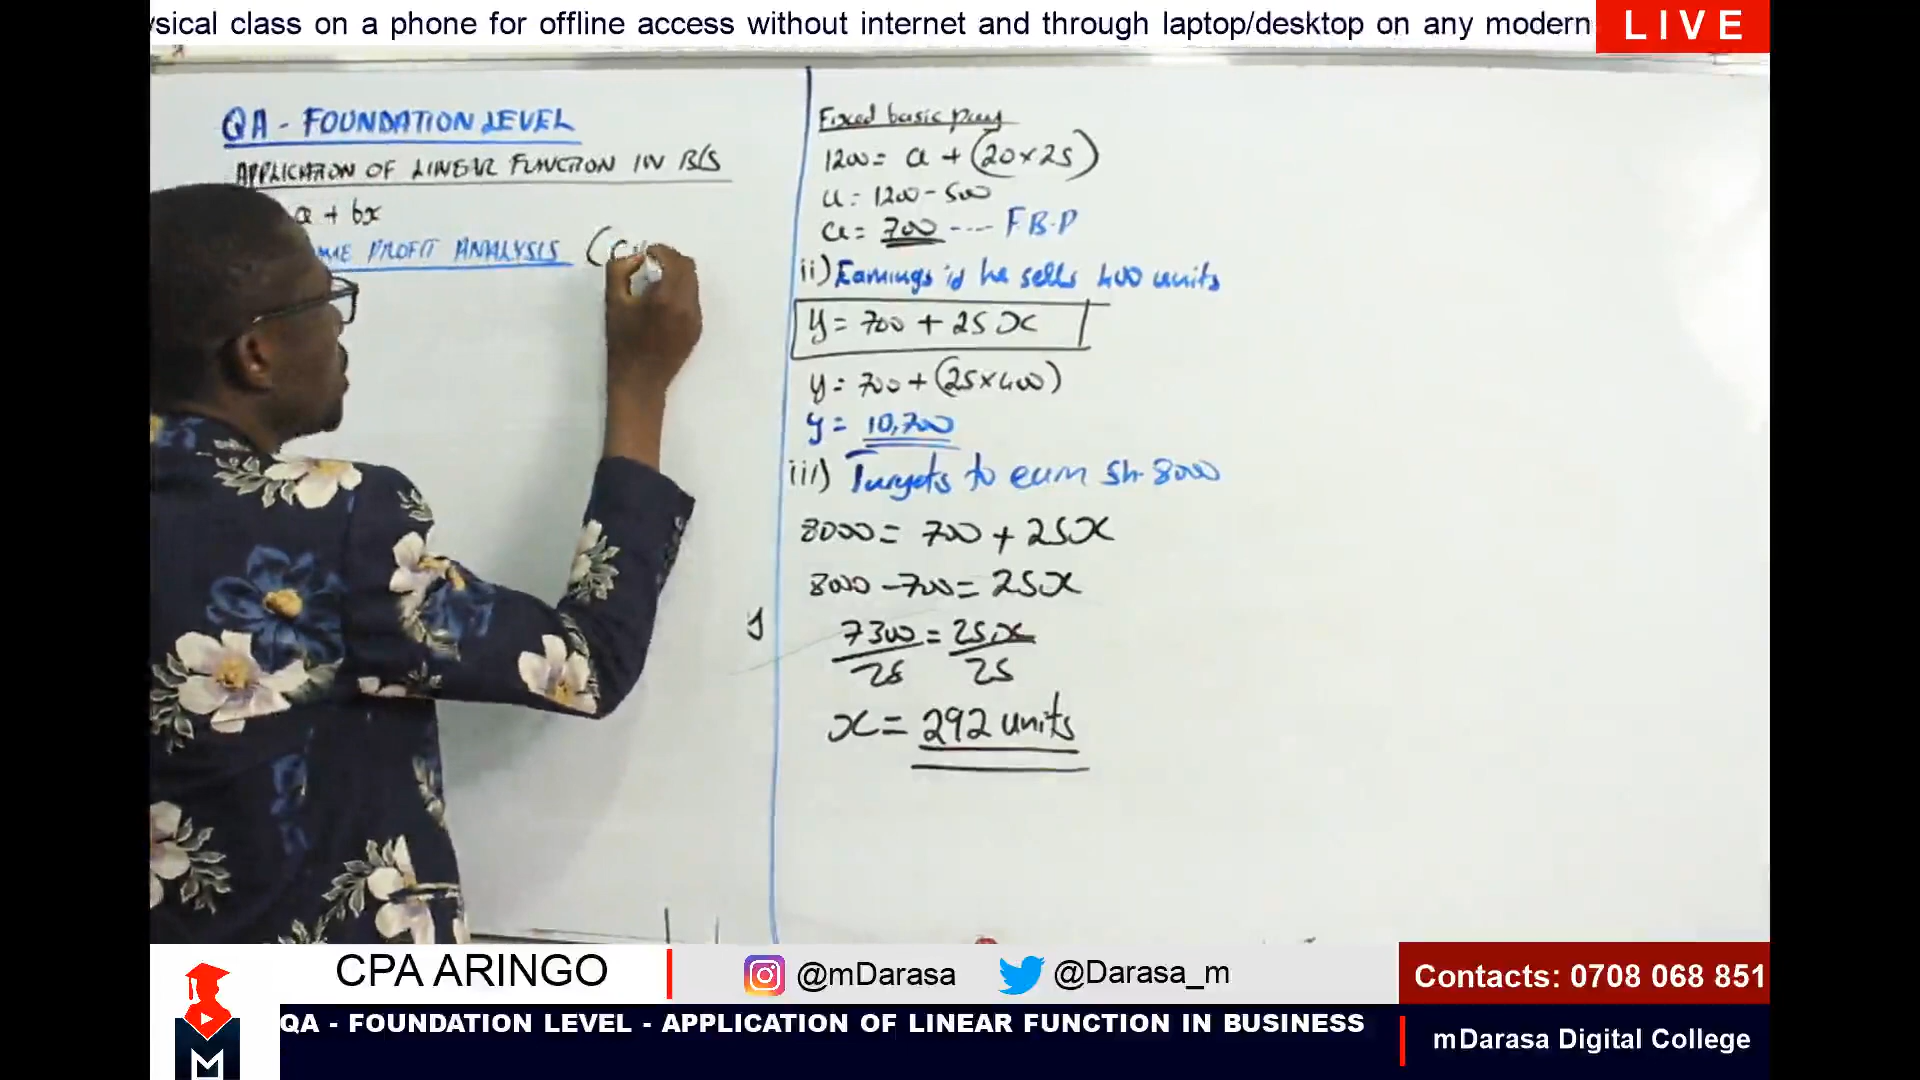 ysical class on a phone for offline access without internet and through laptop/desktop on any modern
LIVE
QA - FOUNDATION LEVEL
APPLICATION OF LINEAR FUNCTION IN B/S
a + bx
ME PROFIT ANALYSIS (C
Fixed basic pay
1200 = a + (20×25)
a = 1200 - 500
a = 700 ---- F.B.P
ii) Earnings if he sells 400 units
y = 700 + 25x
y = 700 + (25×400)
y = 10,700
iii) Targets to earn Sh. 8000
8000 = 700 + 25x
8000 - 700 = 25x
y
7300 = 25x
25 25
x = 292 units
CPA ARINGO
@mDarasa
@Darasa_m
Contacts: 0708 068 851
M
QA - FOUNDATION LEVEL - APPLICATION OF LINEAR FUNCTION IN BUSINESS
mDarasa Digital College